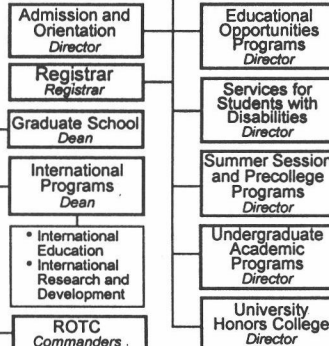 Admission and
Orientation
Director
Registrar
Registrar
Graduate School
Dean
International
Programs
Dean
• International
Education
• International
Research and
Development
ROTC
Commanders
Educational
Opportunities
Programs
Director
Services for
Students with
Disabilities
Director
Summer Session
and Precollege
Programs
Director
Undergraduate
Academic
Programs
Director
University
Honors College
Director